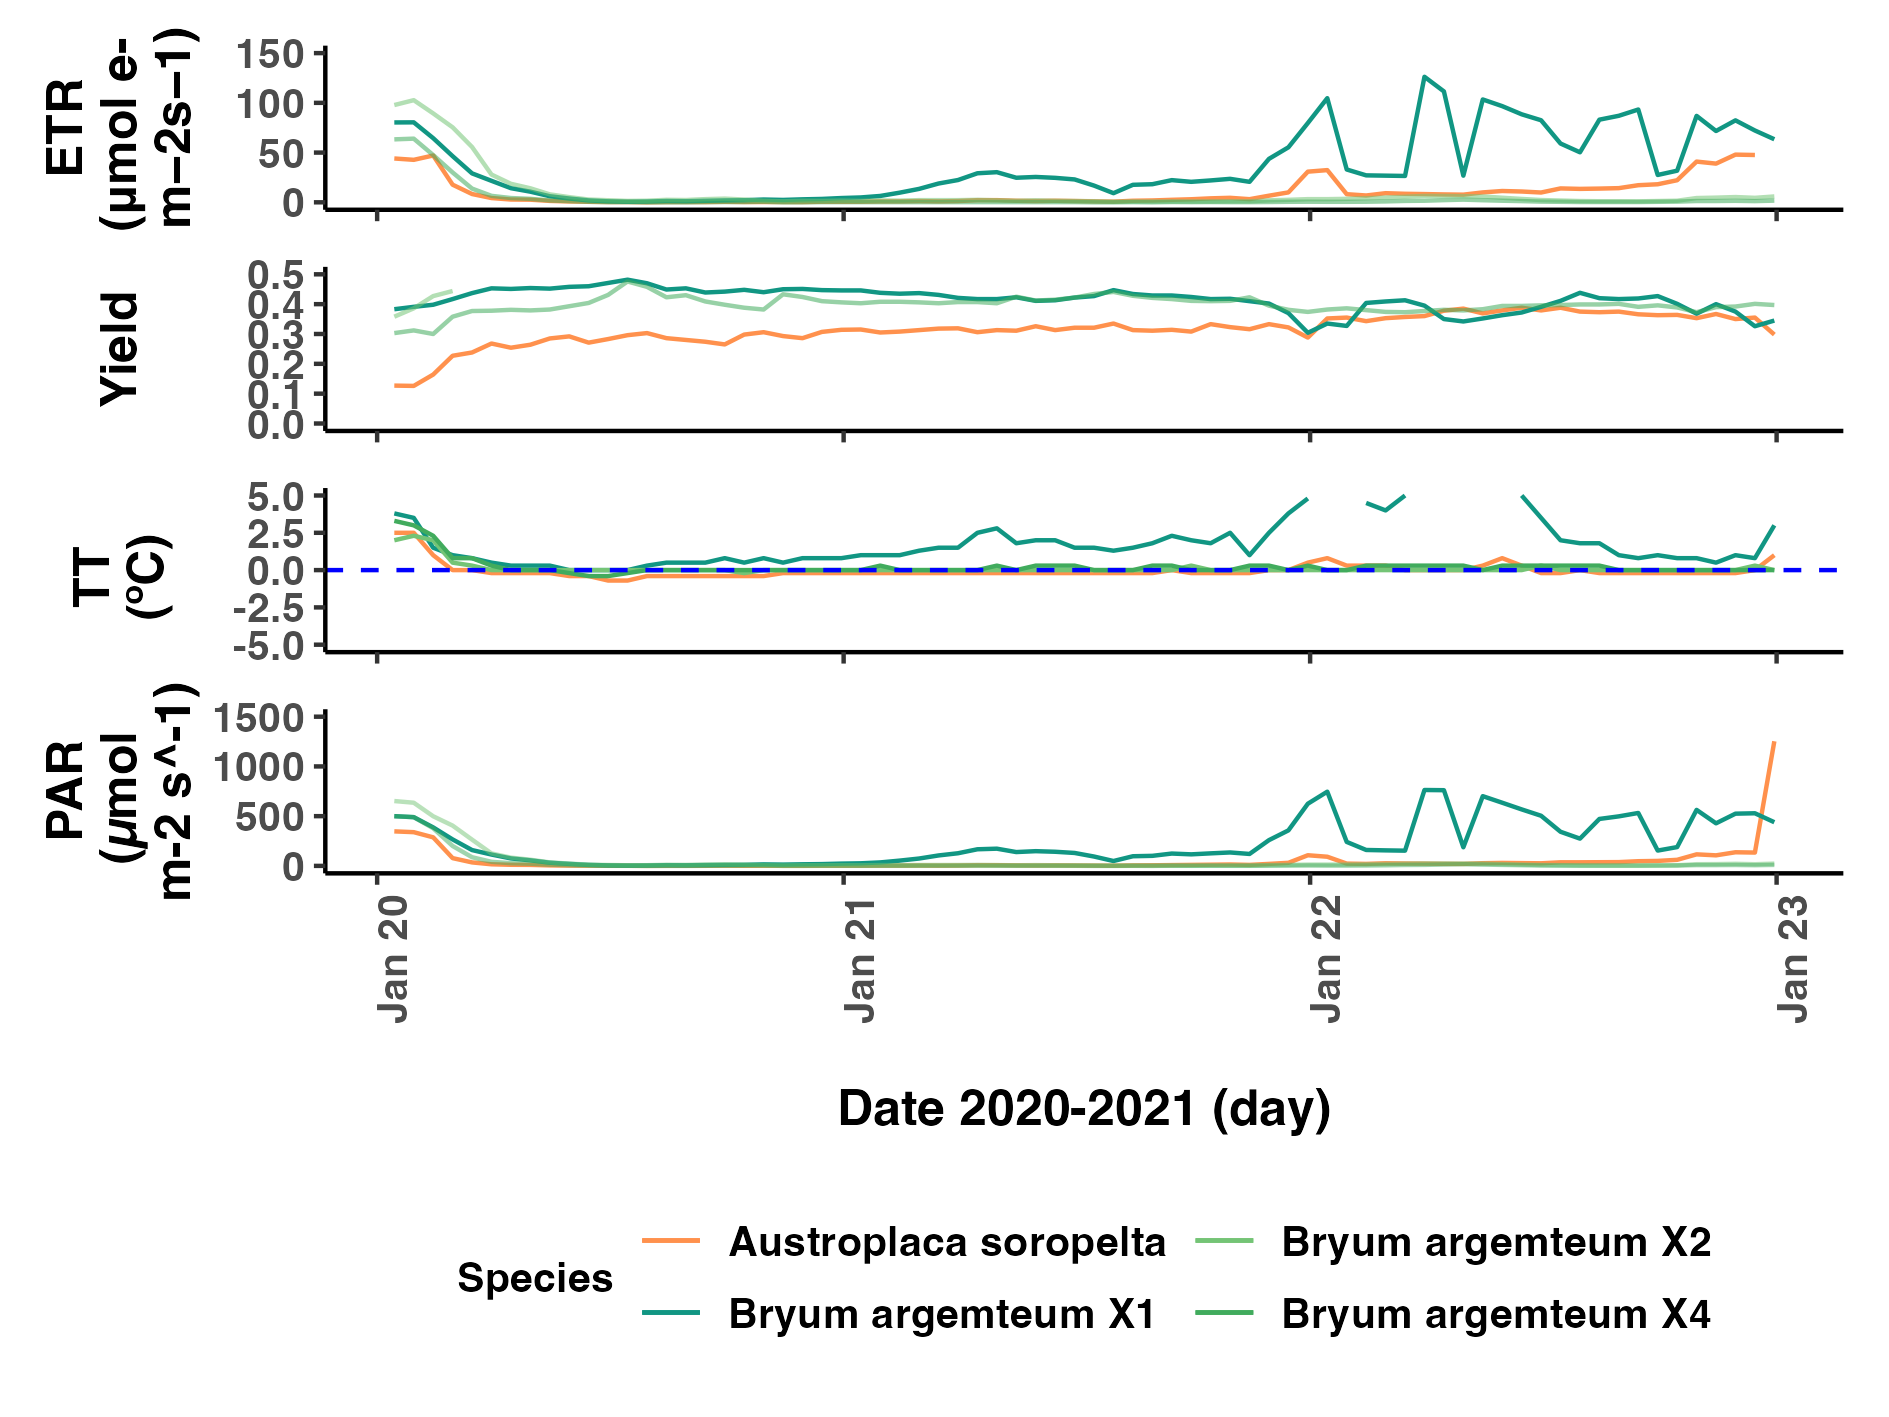 ETR
(µmol e-
m−2s−1)
150
100
50
0
Yield
0.5
0.4
0.3
0.2
0.1
0.0
TT
(ºC)
5.0
2.5
0.0
-2.5
-5.0
PAR
(µmol
m-2 s^-1)
1500
1000
500
0
Jan 20
Jan 21
Jan 22
Jan 23
Date 2020-2021 (day)
Species
Austroplaca soropelta
Bryum argemteum X1
Bryum argemteum X2
Bryum argemteum X4